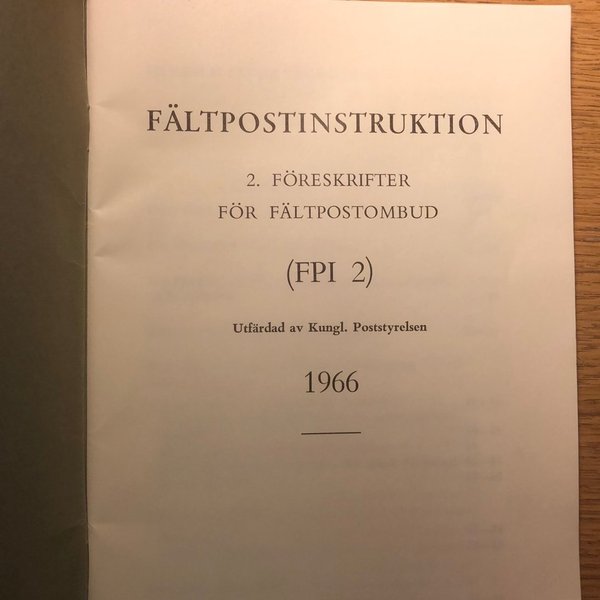 FÄLTPOSTINSTRUKTION
2. FÖRESKRIFTER
FÖR FÄLTPOSTOMBUD
(FPI 2)
Utfärdad av Kungl. Poststyrelsen
1966